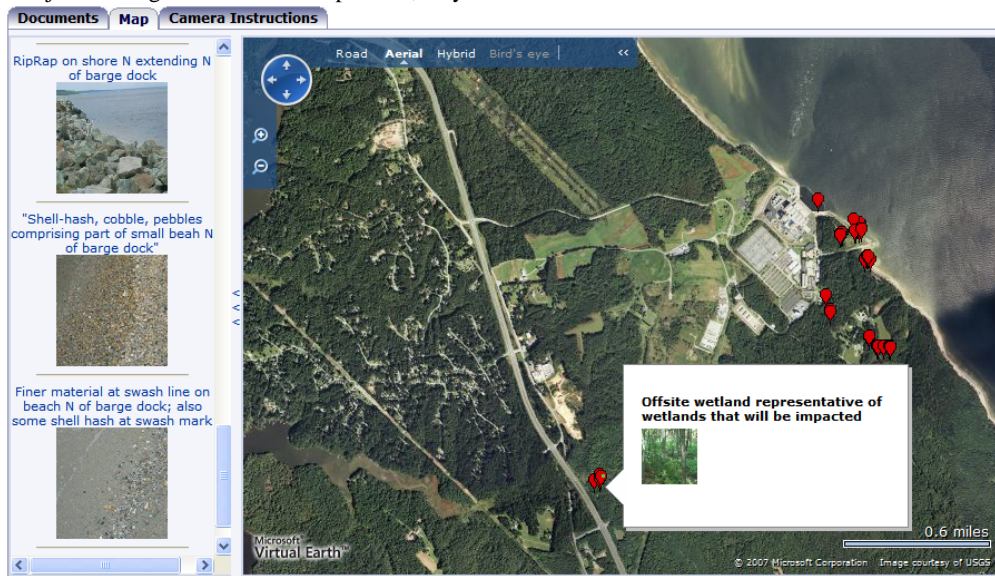 Documents
Map
Camera Instructions
RipRap on shore N extending N
of barge dock
"Shell-hash, cobble, pebbles
comprising part of small beah N
of barge dock"
Finer material at swash line on
beach N of barge dock; also
some shell hash at swash mark
Road Aerial Hybrid Bird's eye <<
<
<
<
Offsite wetland representative of
wetlands that will be impacted
0.6 miles
Microsoft
Virtual Earth™
© 2007 Microsoft Corporation Image courtesy of USGS